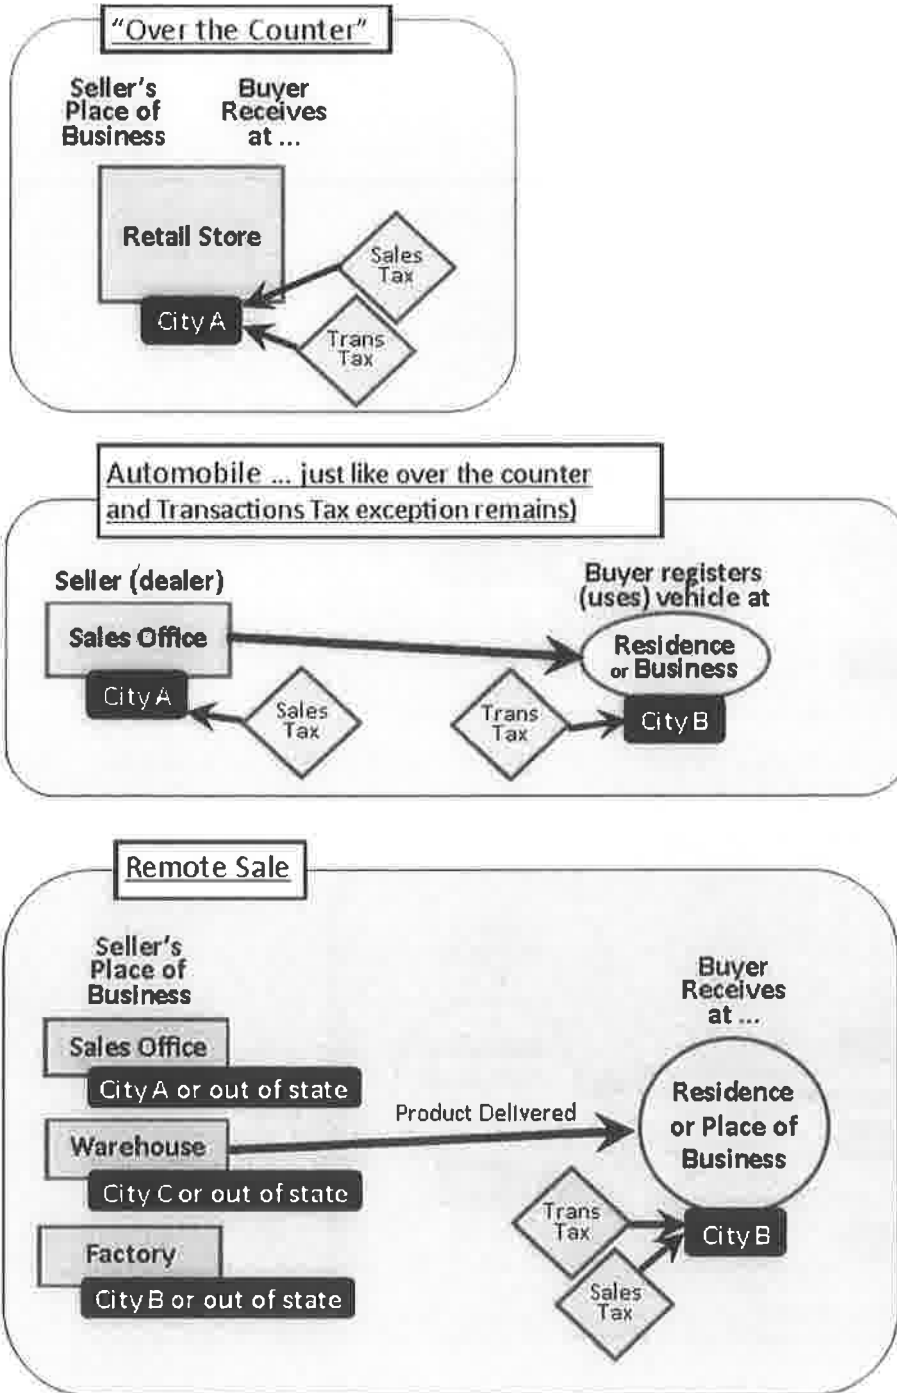 “Over the Counter”
Seller's
Place of
Business
Buyer
Receives
at ...
Retail Store
Sales
Tax
City A
Trans
Tax
Automobile ... just like over the counter
and Transactions Tax exception remains)
Seller (dealer)
Buyer registers
(uses) vehicle at
Sales Office
Residence
or Business
City A
Sales
Tax
Trans
Tax
City B
Remote Sale
Seller's
Place of
Business
Buyer
Receives
at ...
Sales Office
City A or out of state
Product Delivered
Residence
or Place of
Business
Warehouse
City C or out of state
Trans
Tax
City B
Factory
City B or out of state
Sales
Tax